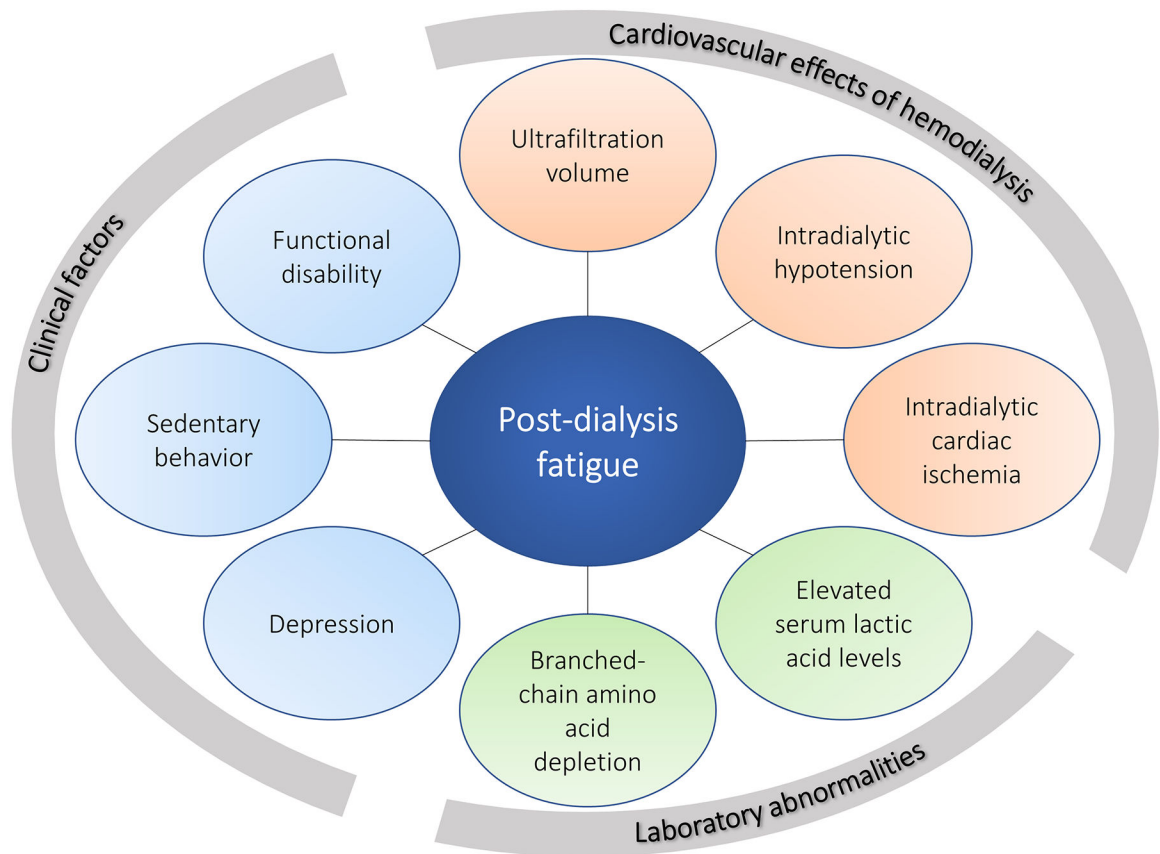 Cardiovascular effects of hemodialysis
Ultrafiltration
volume
Intradialytic
hypotension
Intradialytic
cardiac
ischemia
Elevated
serum lactic
acid levels
Laboratory abnormalities
Branched-
chain amino
acid
depletion
Depression
Sedentary
behavior
Functional
disability
Clinical factors
Post-dialysis
fatigue